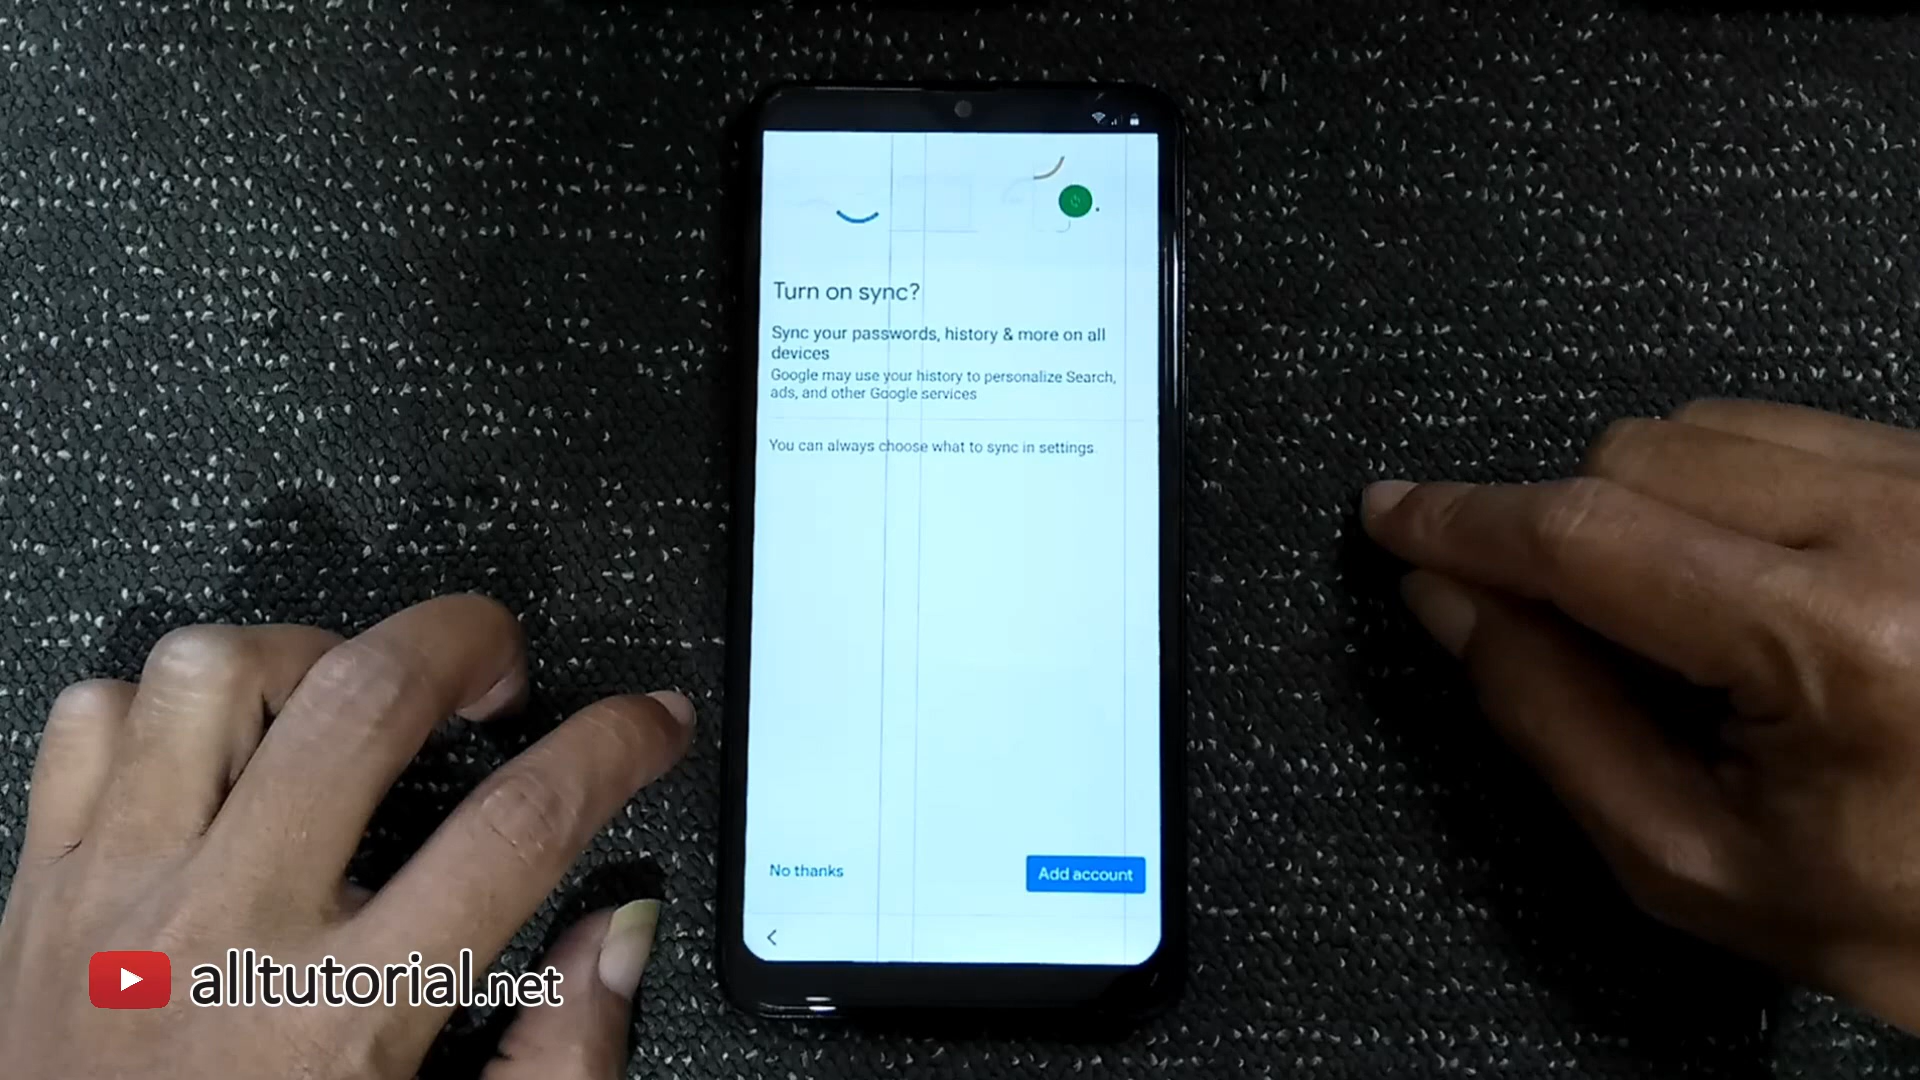 Turn on sync?
Sync your passwords, history & more on all
devices
Google may use your history to personalize Search,
ads, and other Google services
You can always choose what to sync in settings.
No thanks
Add account
alltutorial.net